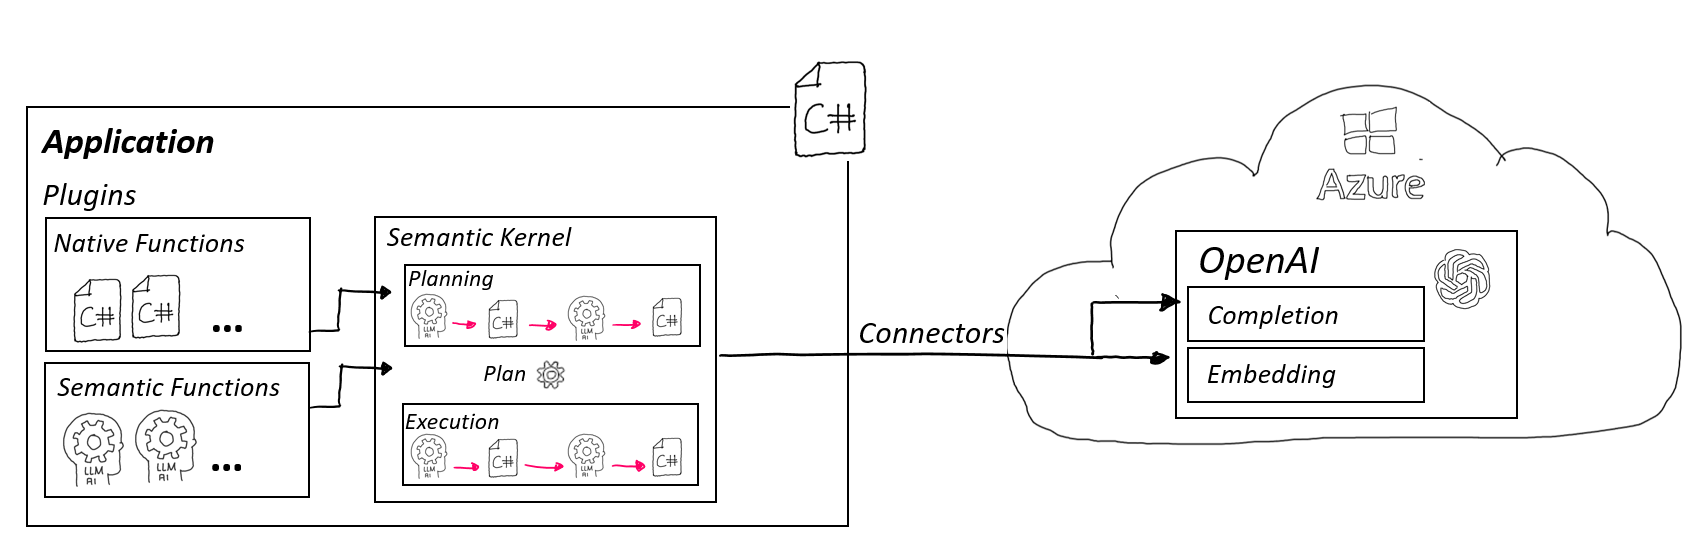 C#
Application
Plugins
Native Functions
C# C# ...
Semantic Functions
LLM AI LLM AI ...
Semantic Kernel
Planning
LLM AI C# LLM AI C#
Plan
Execution
LLM AI C# LLM AI C#
Connectors
Azure
OpenAI
Completion
Embedding